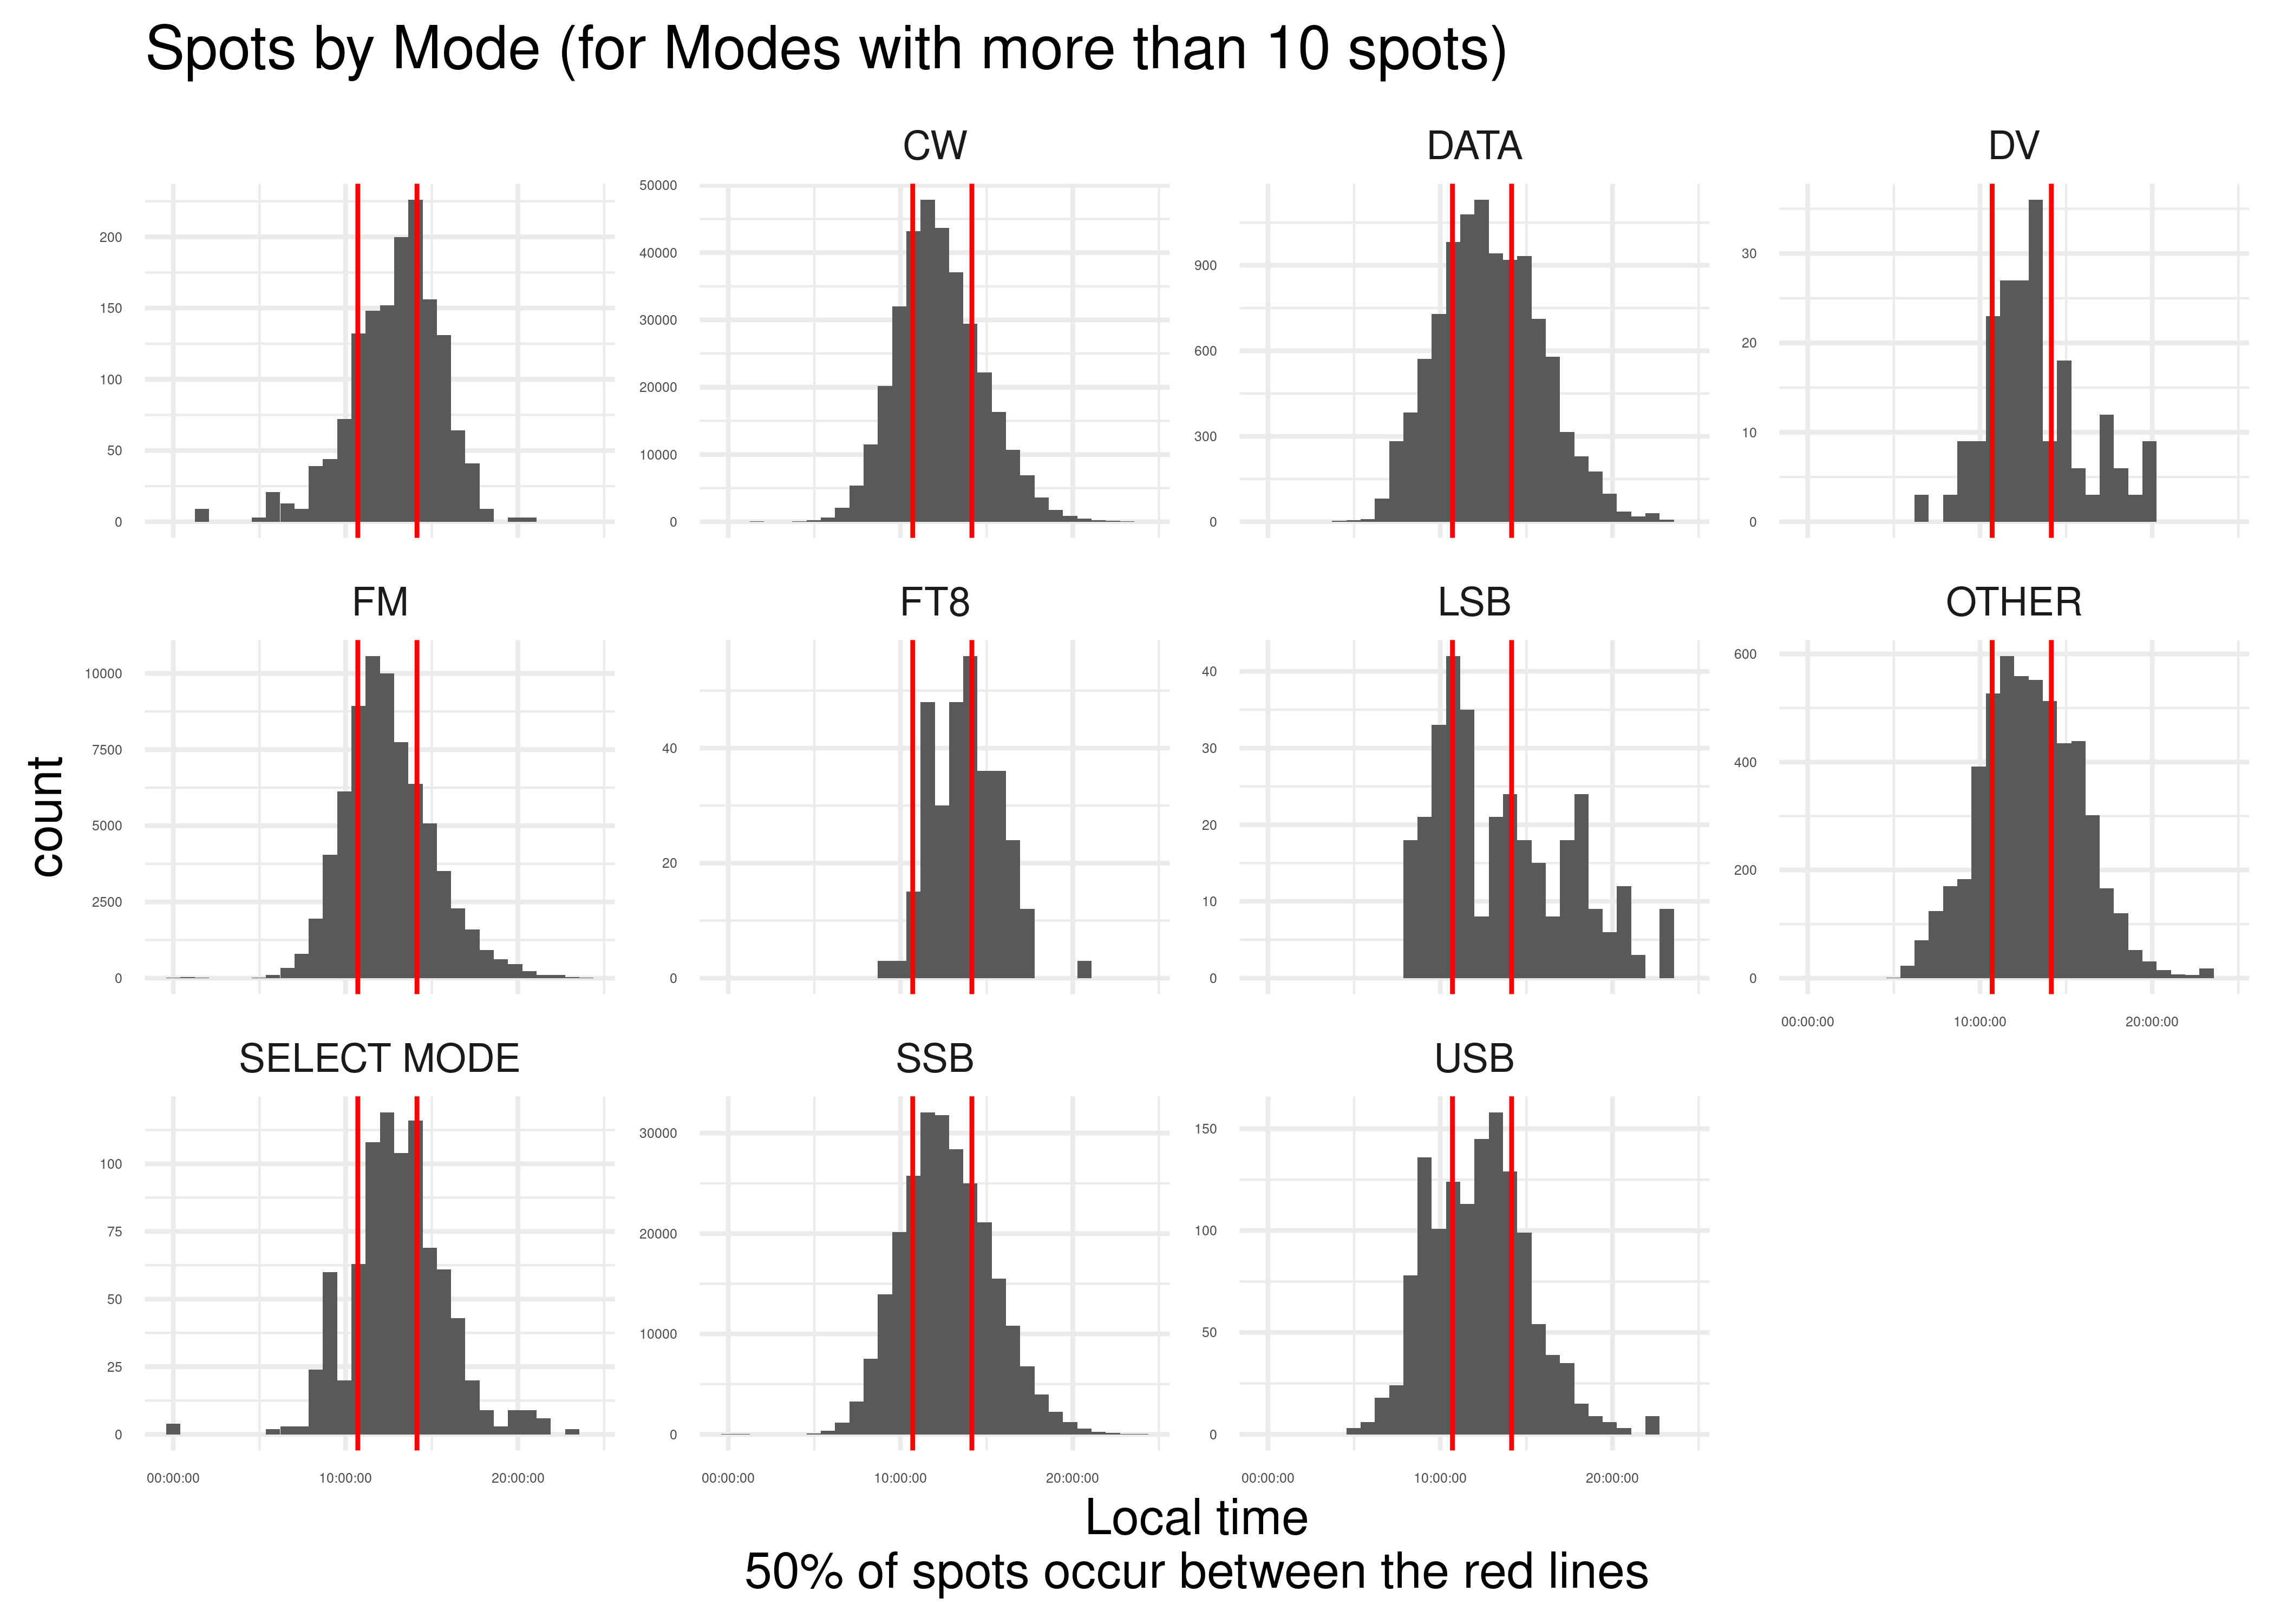 Spots by Mode (for Modes with more than 10 spots)
CW
DATA
DV
200
150
100
50
0
50000
40000
30000
20000
10000
0
900
600
300
0
30
20
10
0
FM
FT8
LSB
OTHER
10000
7500
5000
2500
0
40
20
0
40
30
20
10
0
600
400
200
0
00:00:00 10:00:00 20:00:00
SELECT MODE
SSB
USB
100
75
50
25
0
30000
20000
10000
0
150
100
50
0
00:00:00 10:00:00 20:00:00
00:00:00 10:00:00 20:00:00
00:00:00 10:00:00 20:00:00
count
Local time
50% of spots occur between the red lines